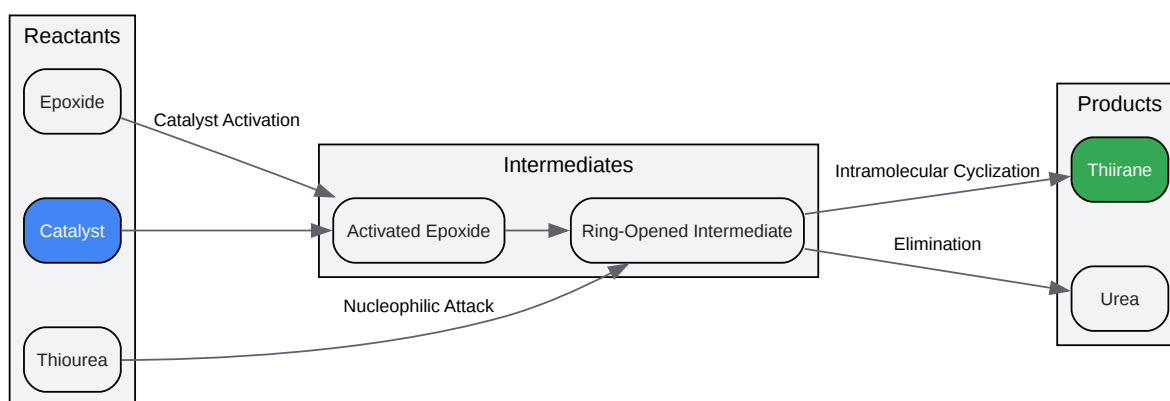 Reactants
Epoxide
Catalyst Activation
Catalyst
Thiourea
Nucleophilic Attack
Intermediates
Activated Epoxide
Ring-Opened Intermediate
Intramolecular Cyclization
Elimination
Products
Thiirane
Urea